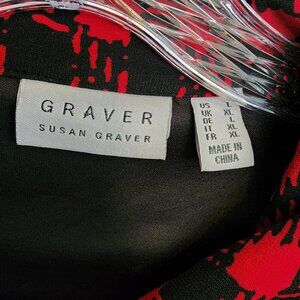 GRAVER
SUSAN GRAVER
US L
UK XL
DE L
IT XL
FR XL
MADE IN
CHINA